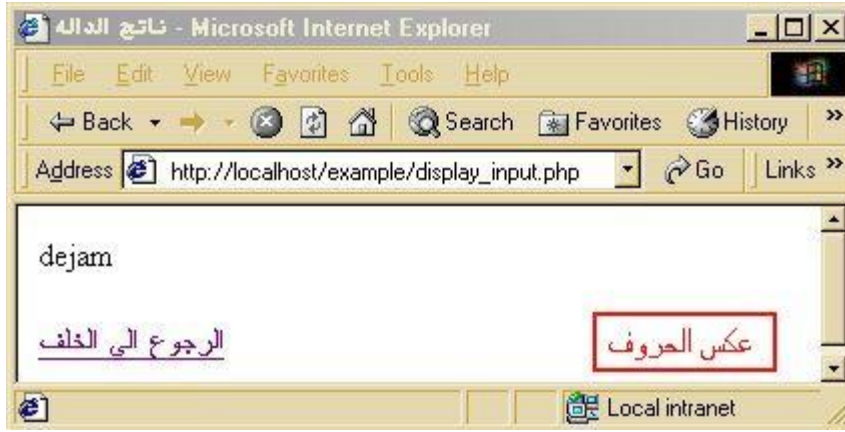 ناتج الداله - Microsoft Internet Explorer
File Edit View Favorites Tools Help
Back Search Favorites History »
Address http://localhost/example/display_input.php Go Links »
dejam
الرجوع الى الخلف
عكس الحروف
Local intranet